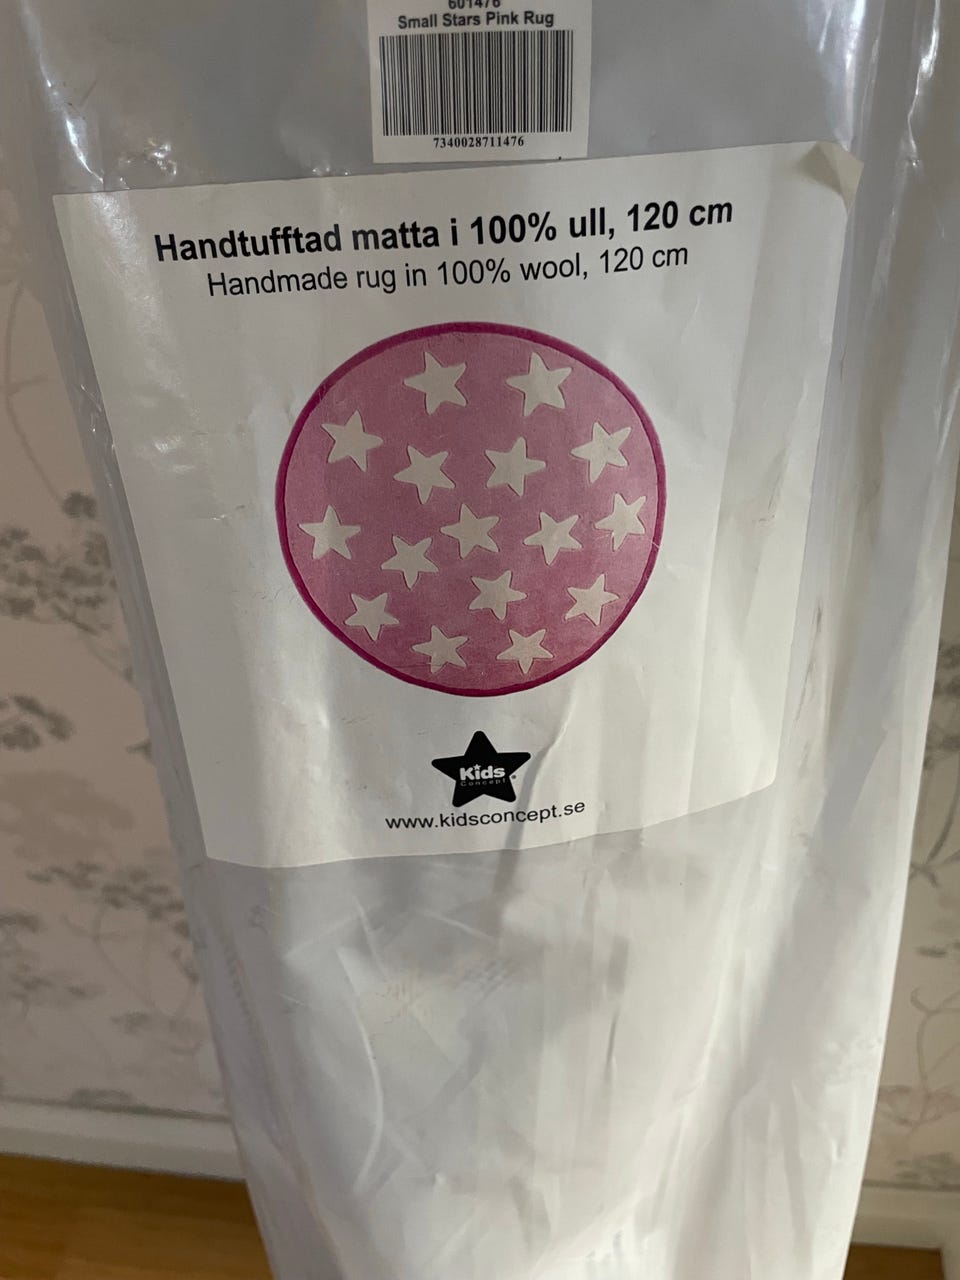 601476
Small Stars Pink Rug
7340028711476
Handtufftad matta i 100% ull, 120 cm
Handmade rug in 100% wool, 120 cm
Kids
Concept
www.kidsconcept.se